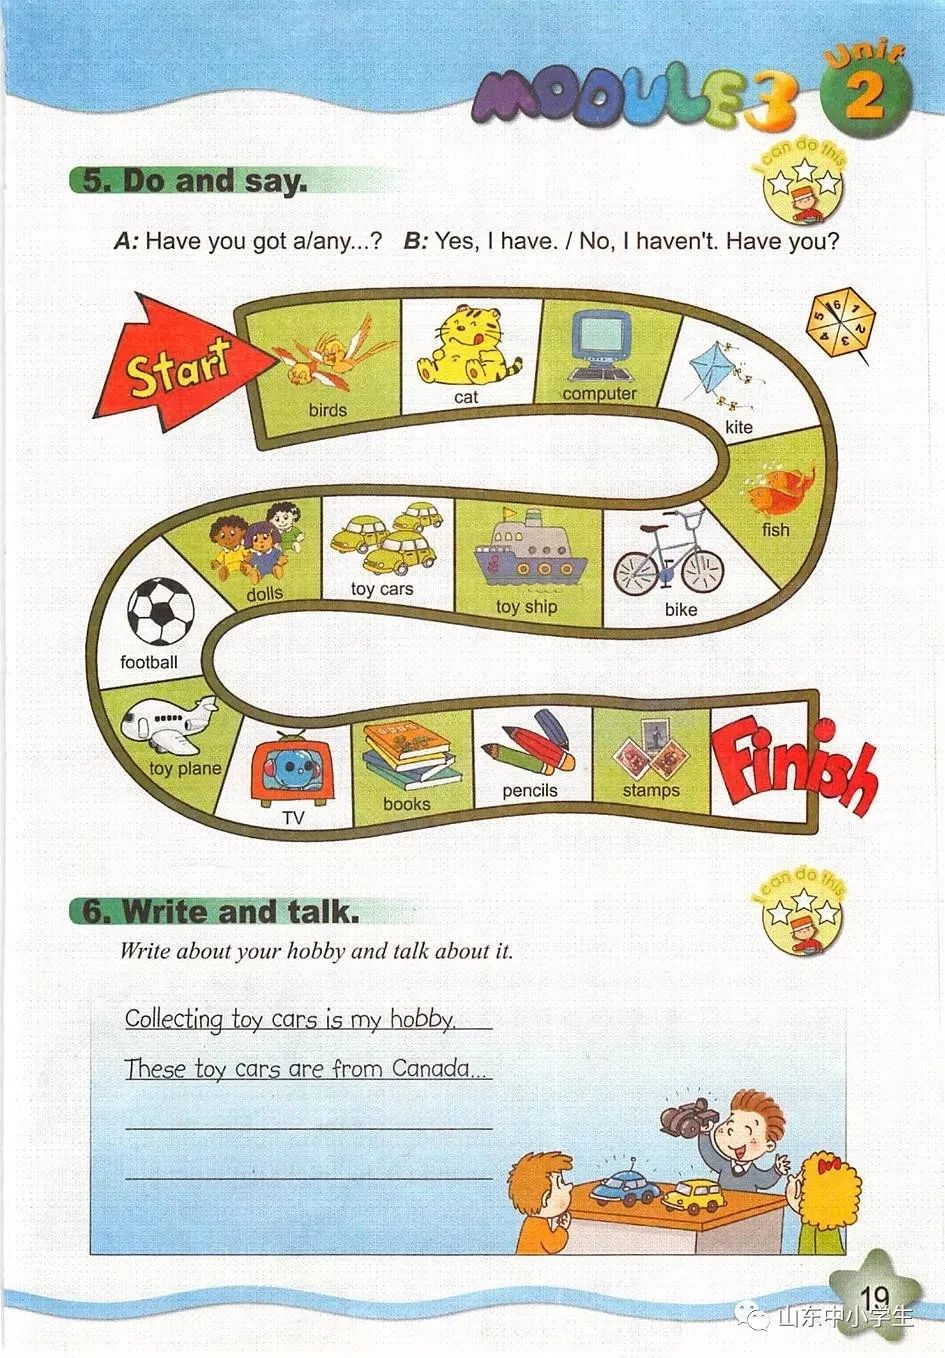 MODULE 3 Unit 2
I can do this
5. Do and say.
A: Have you got a/any...? B: Yes, I have. / No, I haven't. Have you?
Start
birds
cat
computer
kite
1 2 3 4 5 6
fish
bike
toy ship
toy cars
dolls
football
toy plane
TV
books
pencils
stamps
Finish
I can do this
6. Write and talk.
Write about your hobby and talk about it.
Collecting toy cars is my hobby.
These toy cars are from Canada...
19
山东中小学生